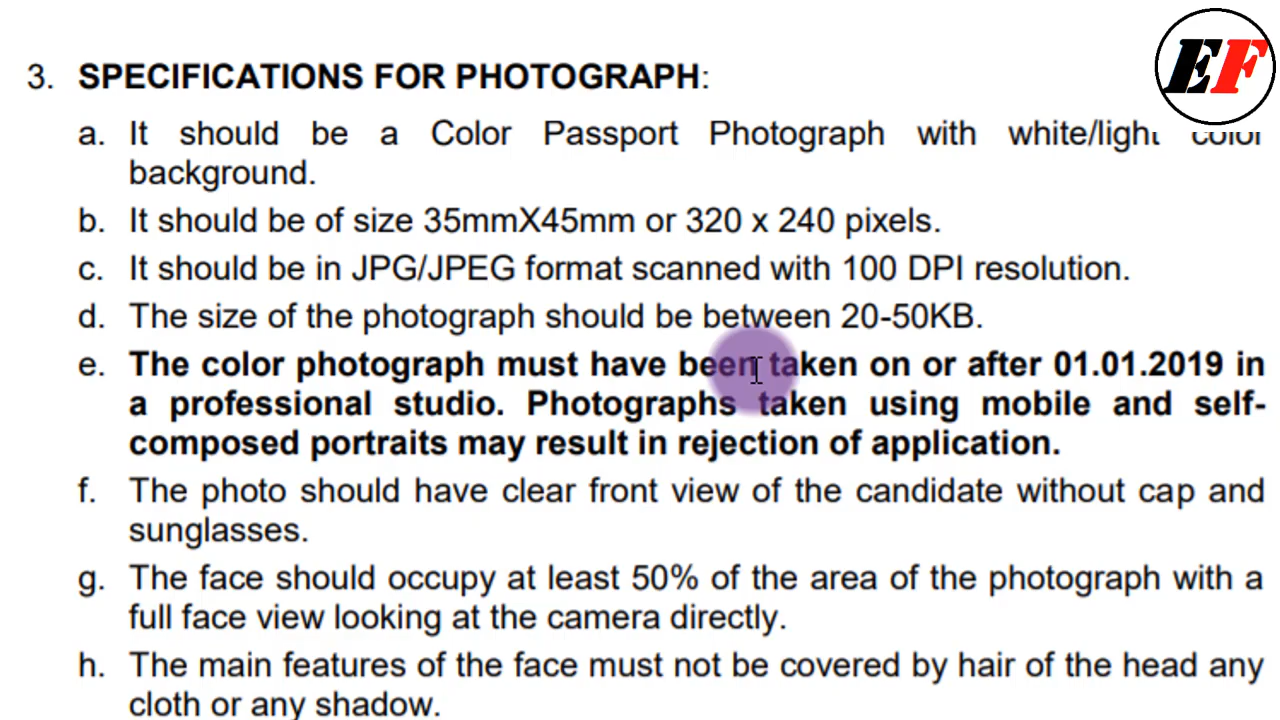 EF
3. SPECIFICATIONS FOR PHOTOGRAPH:
a. It should be a Color Passport Photograph with white/light color
background.
b. It should be of size 35mmX45mm or 320 x 240 pixels.
c. It should be in JPG/JPEG format scanned with 100 DPI resolution.
d. The size of the photograph should be between 20-50KB.
e. The color photograph must have been taken on or after 01.01.2019 in
a professional studio. Photographs taken using mobile and self-
composed portraits may result in rejection of application.
f. The photo should have clear front view of the candidate without cap and
sunglasses.
g. The face should occupy at least 50% of the area of the photograph with a
full face view looking at the camera directly.
h. The main features of the face must not be covered by hair of the head any
cloth or any shadow.